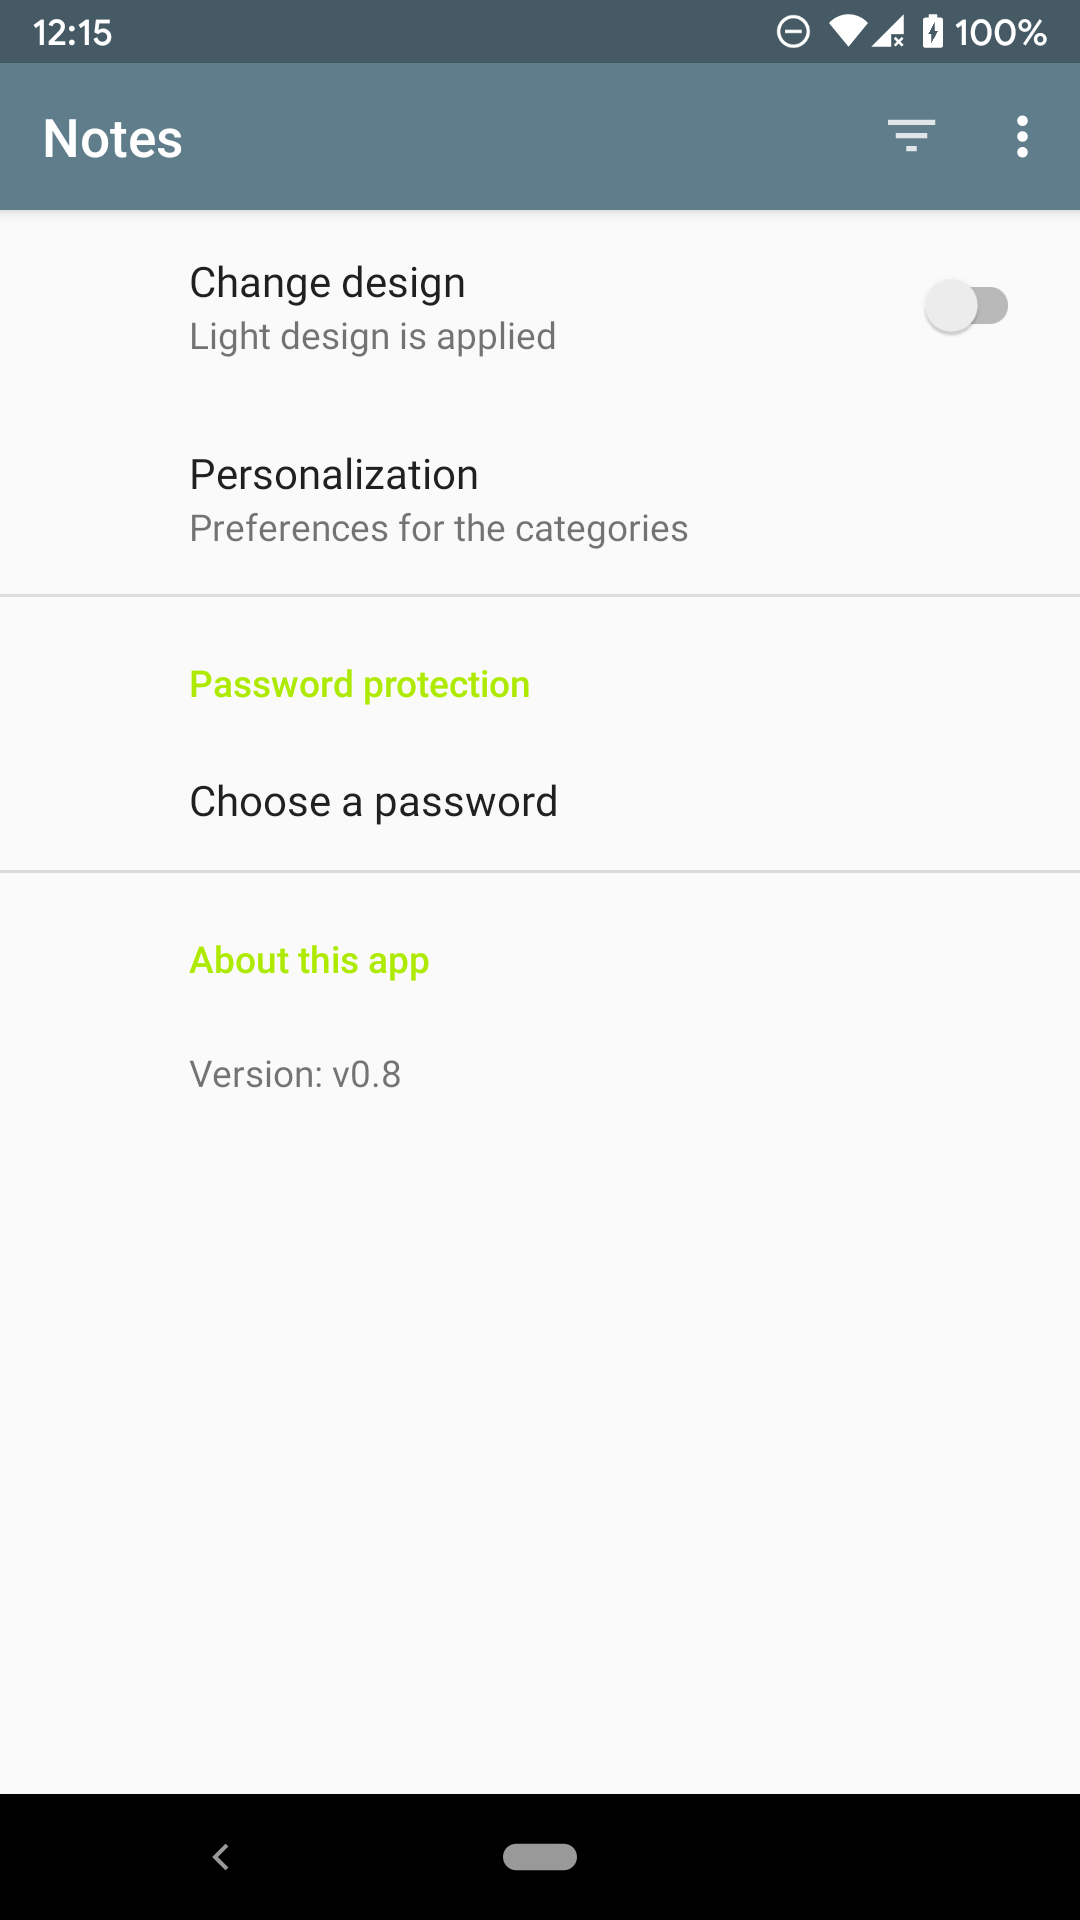 12:15
100%
Notes
Change design
Light design is applied
Personalization
Preferences for the categories
Password protection
Choose a password
About this app
Version: v0.8